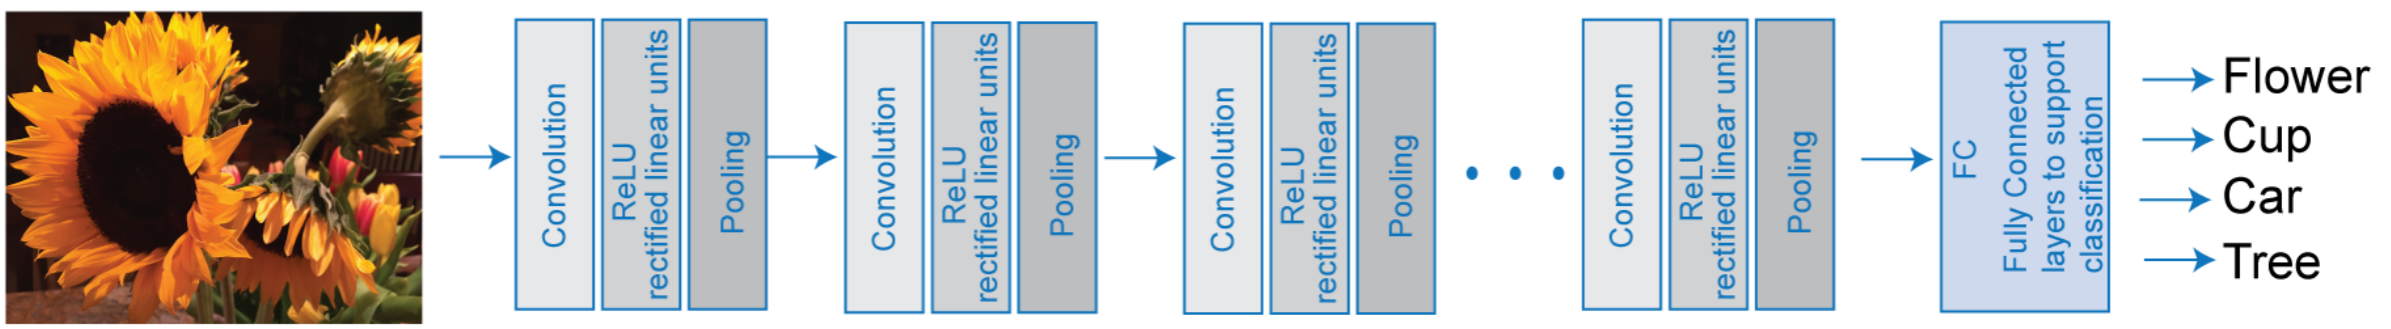 Convolution
ReLU
rectified linear units
Pooling
Convolution
ReLU
rectified linear units
Pooling
Convolution
ReLU
rectified linear units
Pooling
Convolution
ReLU
rectified linear units
Pooling
FC
Fully Connected
layers to support
classification
Flower
Cup
Car
Tree